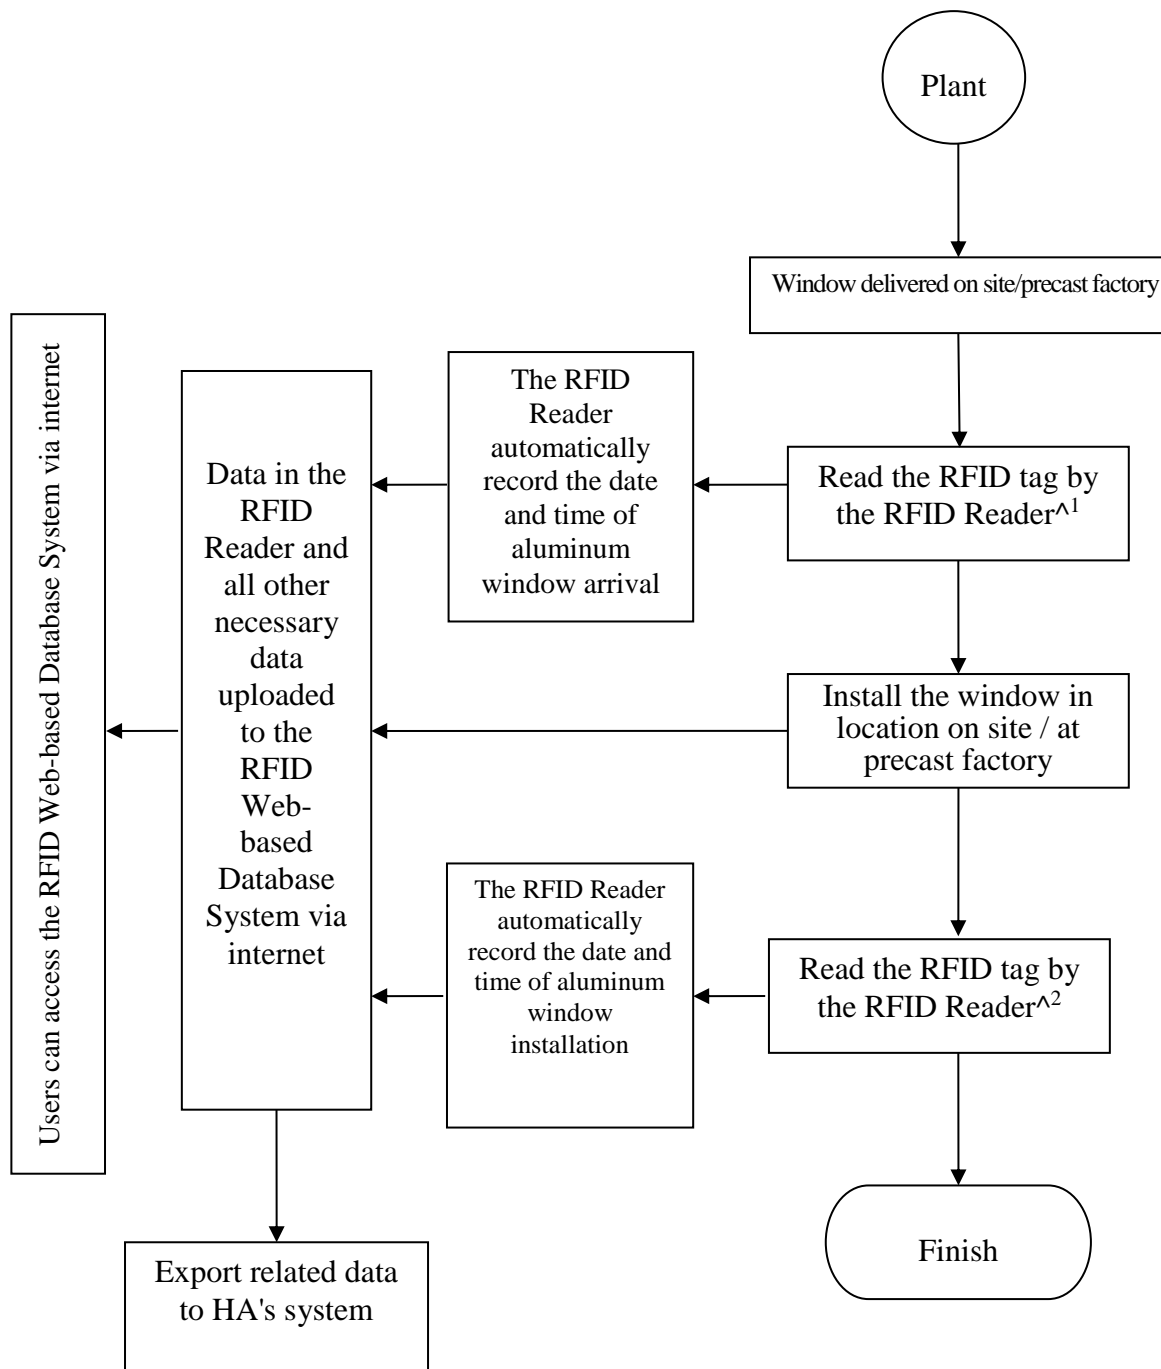 Plant
Window delivered on site/precast factory
Users can access the RFID Web-based Database System via internet
Data in the
RFID
Reader and
all other
necessary
data
uploaded
to the
RFID
Web-
based
Database
System via
internet
The RFID
Reader
automatically
record the date
and time of
aluminum
window arrival
Read the RFID tag by
the RFID Reader^1
Install the window in
location on site / at
precast factory
The RFID Reader
automatically
record the date and
time of aluminum
window
installation
Read the RFID tag by
the RFID Reader^2
Export related data
to HA's system
Finish